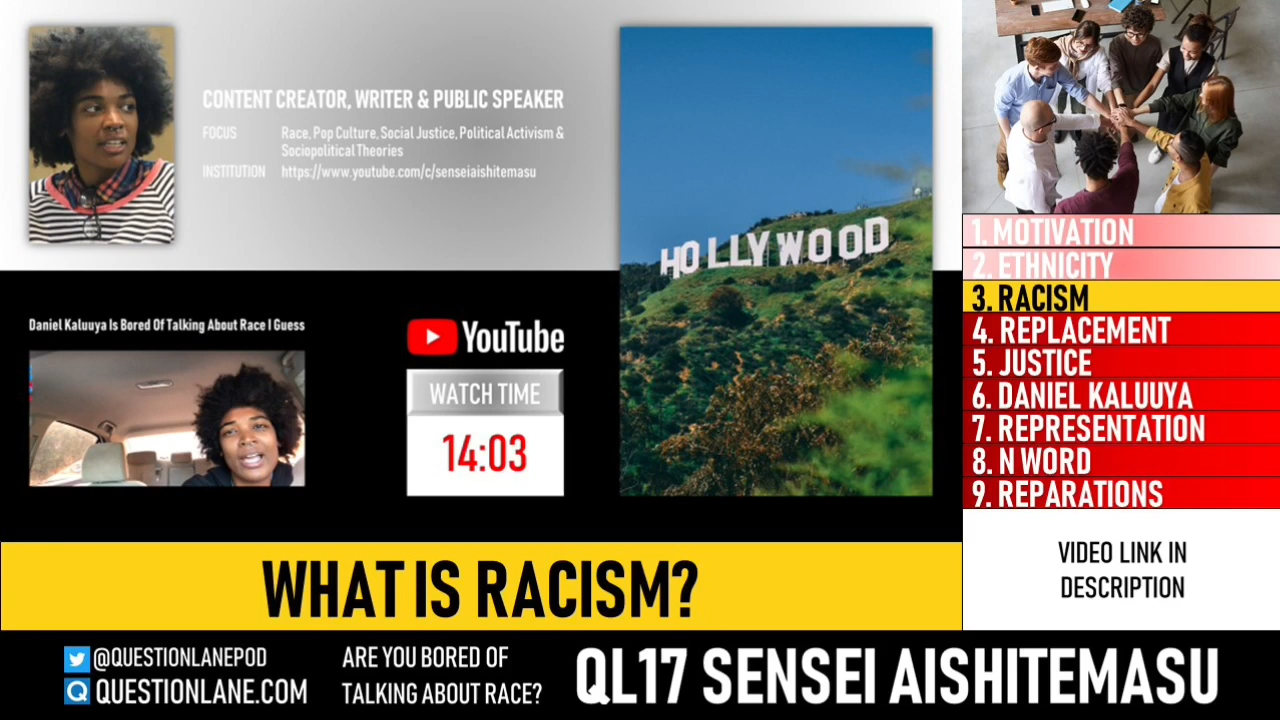 CONTENT CREATOR, WRITER & PUBLIC SPEAKER
FOCUS Race, Pop Culture, Social Justice, Political Activism &
Sociopolitical Theories
INSTITUTION https://www.youtube.com/c/senseiaishitemasu
HOLLYWOOD
Daniel Kaluuya Is Bored Of Talking About Race I Guess
YouTube
WATCH TIME
14:03
1. MOTIVATION
2. ETHNICITY
3. RACISM
4. REPLACEMENT
5. JUSTICE
6. DANIEL KALUUYA
7. REPRESENTATION
8. N WORD
9. REPARATIONS
VIDEO LINK IN
DESCRIPTION
WHAT IS RACISM?
@QUESTIONLANEPOD
QUESTIONLANE.COM
ARE YOU BORED OF
TALKING ABOUT RACE?
QL17 SENSEI AISHITEMASU